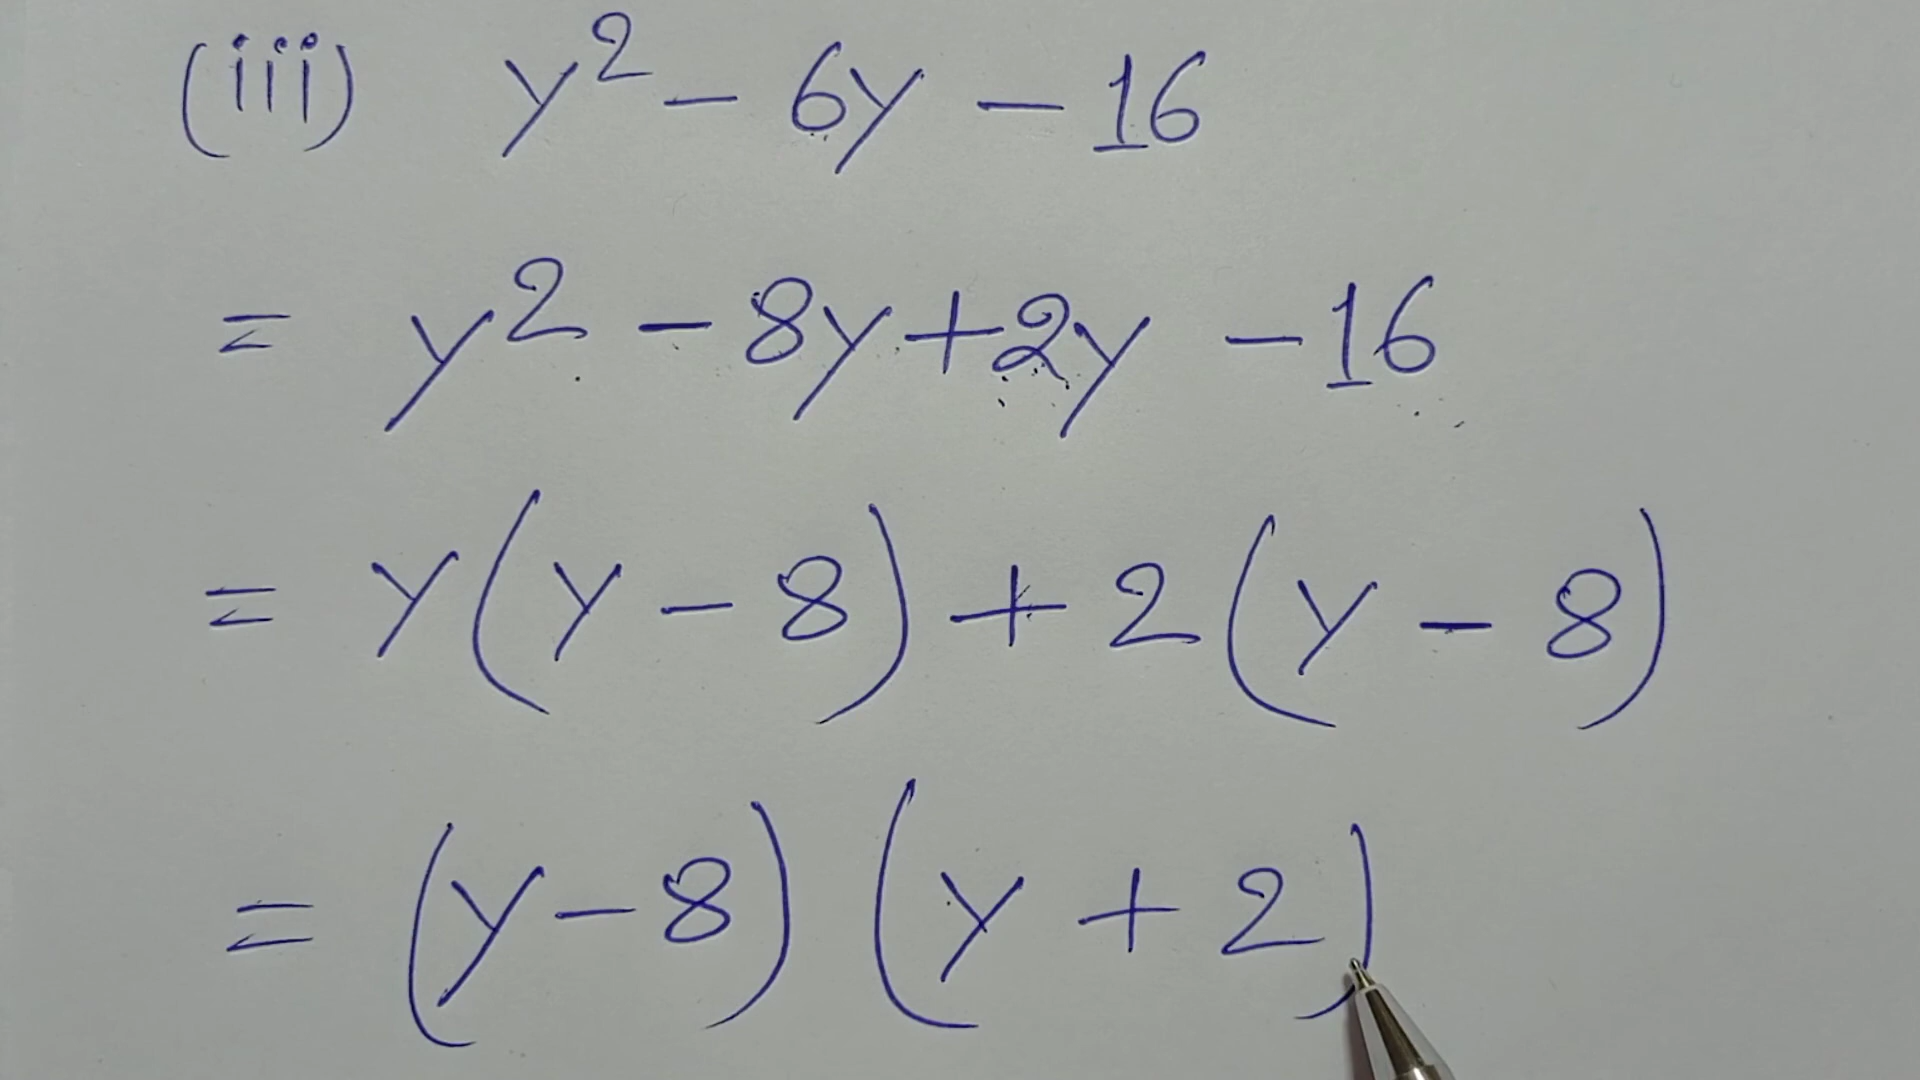 (iii) y² - 6y - 16
= y² - 8y + 2y - 16
= y(y - 8) + 2(y - 8)
= (y - 8) (y + 2)